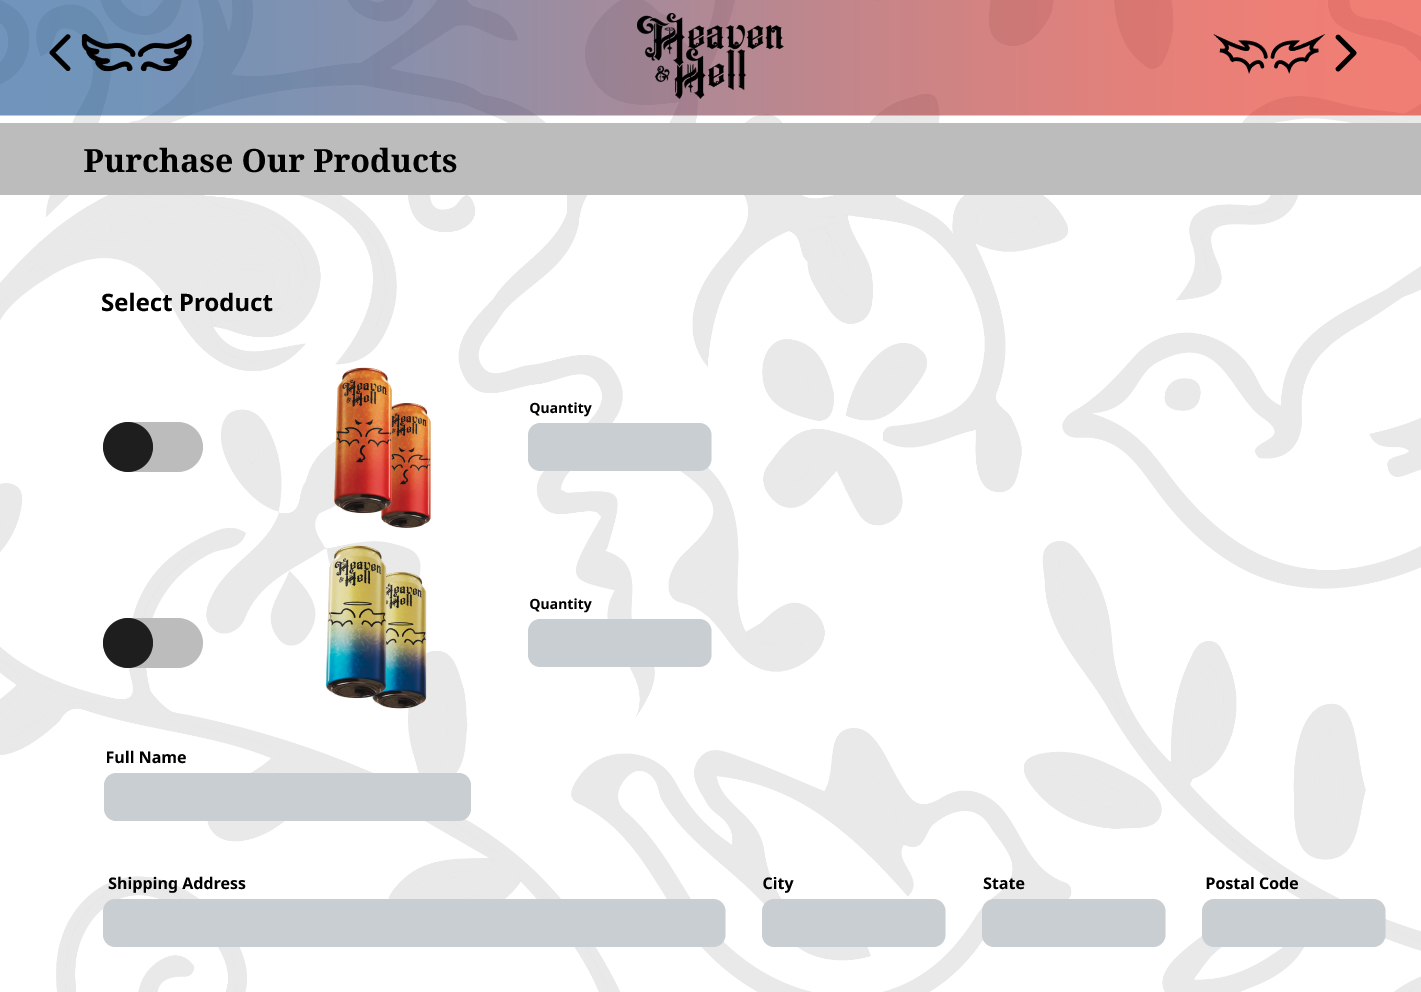 Heaven
& Hell
Purchase Our Products
Select Product
Heaven
& Hell
Heaven
& Hell
Quantity
Heaven
& Hell
Heaven
& Hell
Quantity
Full Name
Shipping Address
City
State
Postal Code